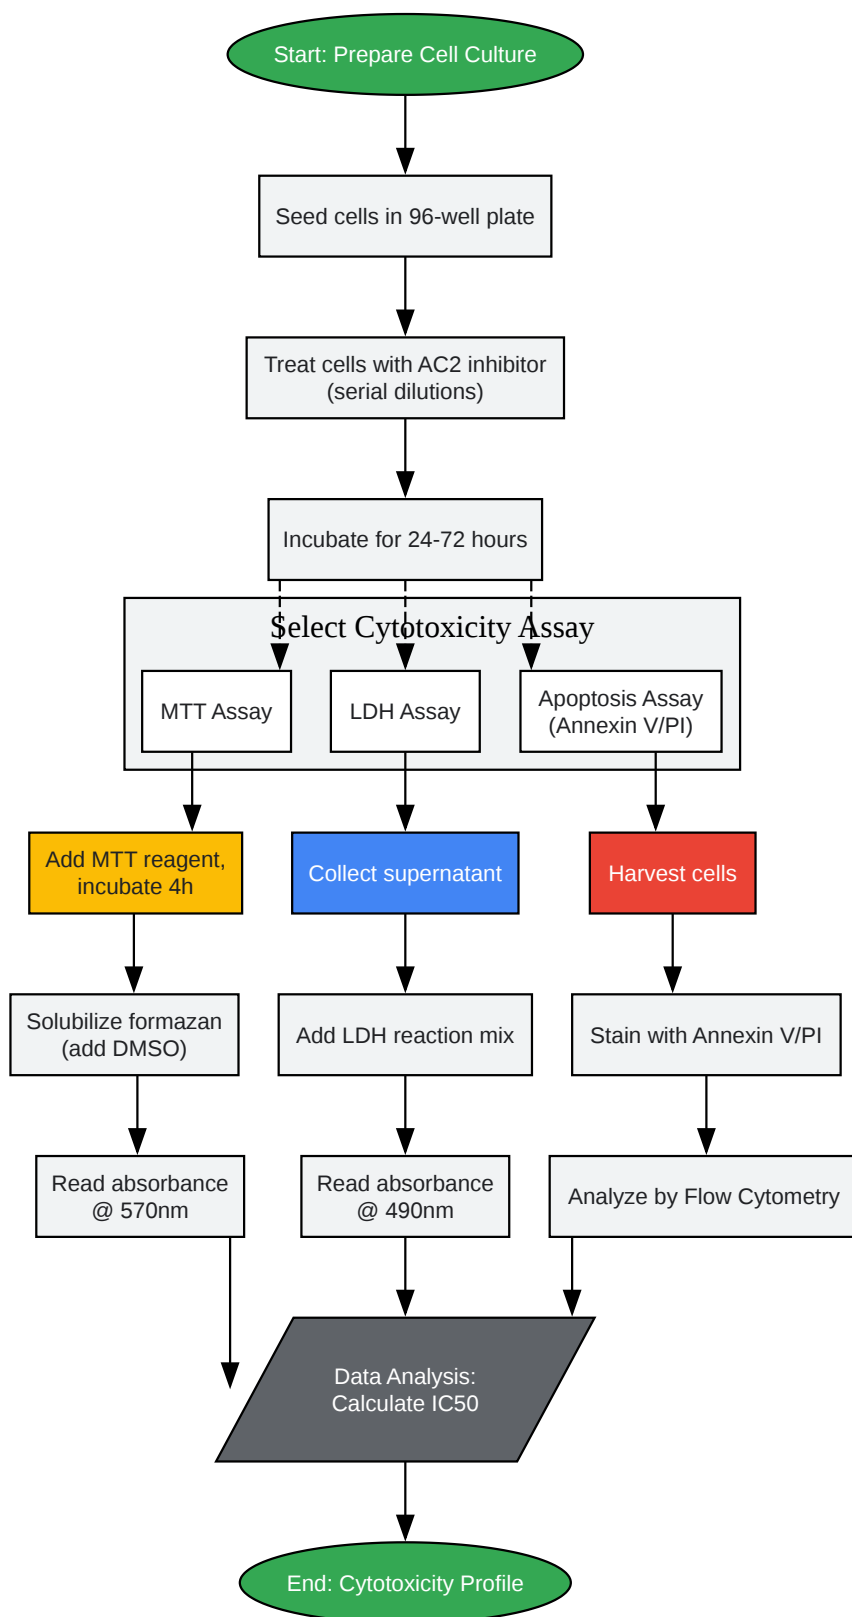 Start: Prepare Cell Culture
Seed cells in 96-well plate
Treat cells with AC2 inhibitor
(serial dilutions)
Incubate for 24-72 hours
Select Cytotoxicity Assay
MTT Assay
LDH Assay
Apoptosis Assay
(Annexin V/PI)
Add MTT reagent,
incubate 4h
Collect supernatant
Harvest cells
Solubilize formazan
(add DMSO)
Add LDH reaction mix
Stain with Annexin V/PI
Read absorbance
@ 570nm
Read absorbance
@ 490nm
Analyze by Flow Cytometry
Data Analysis:
Calculate IC50
End: Cytotoxicity Profile